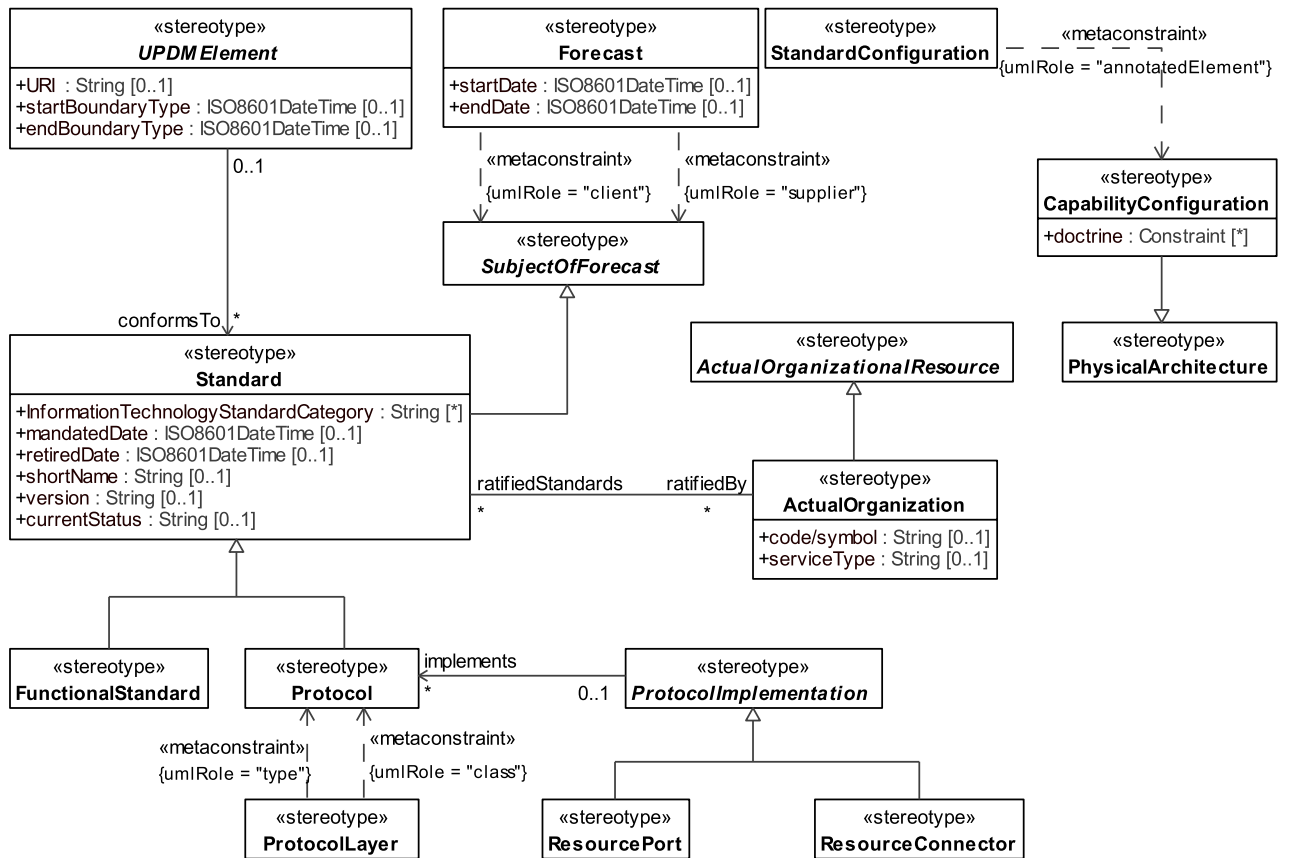 «stereotype»
UPDMElement
+URI : String [0..1]
+startBoundaryType : ISO8601DateTime [0..1]
+endBoundaryType : ISO8601DateTime [0..1]
«stereotype»
Forecast
+startDate : ISO8601DateTime [0..1]
+endDate : ISO8601DateTime [0..1]
«stereotype»
StandardConfiguration
«metaconstraint»
{umlRole = "annotatedElement"}
0..1
«metaconstraint»
{umlRole = "client"}
«metaconstraint»
{umlRole = "supplier"}
«stereotype»
CapabilityConfiguration
+doctrine : Constraint [*]
«stereotype»
SubjectOfForecast
conformsTo
*
«stereotype»
Standard
+InformationTechnologyStandardCategory : String [*]
+mandatedDate : ISO8601DateTime [0..1]
+retiredDate : ISO8601DateTime [0..1]
+shortName : String [0..1]
+version : String [0..1]
+currentStatus : String [0..1]
«stereotype»
ActualOrganizationalResource
«stereotype»
PhysicalArchitecture
ratifiedStandards
*
ratifiedBy
*
«stereotype»
ActualOrganization
+code/symbol : String [0..1]
+serviceType : String [0..1]
«stereotype»
FunctionalStandard
«stereotype»
Protocol
implements
*
0..1
«stereotype»
ProtocolImplementation
«metaconstraint»
{umlRole = "type"}
«metaconstraint»
{umlRole = "class"}
«stereotype»
ProtocolLayer
«stereotype»
ResourcePort
«stereotype»
ResourceConnector